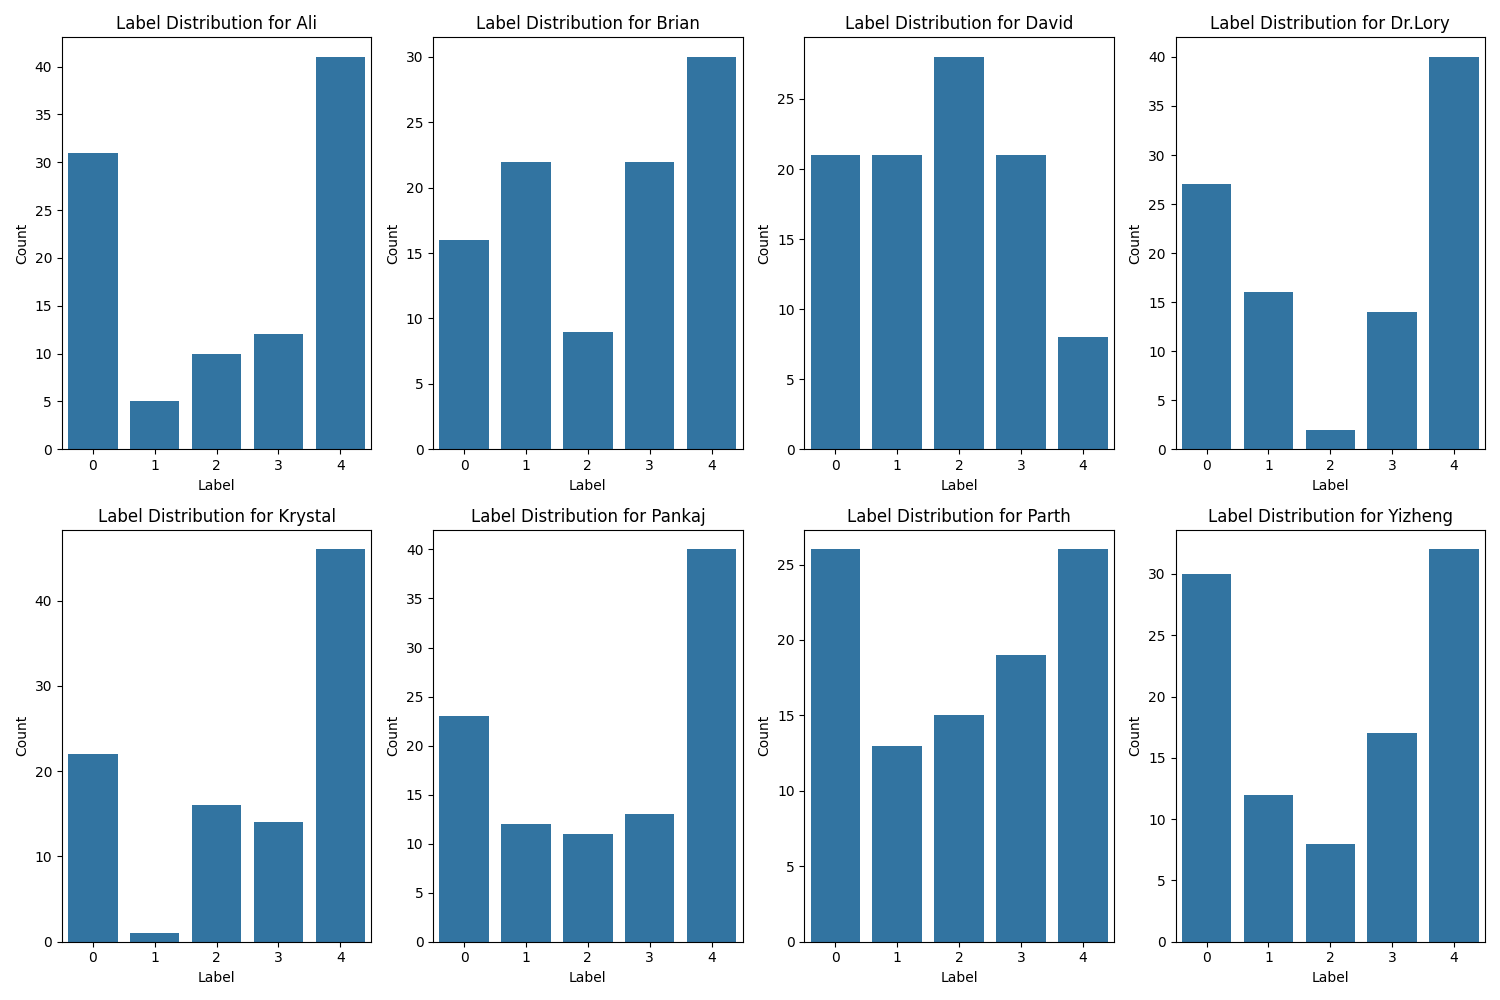 Label Distribution for Ali
Count
40
35
30
25
20
15
10
5
0
0 1 2 3 4
Label
Label Distribution for Brian
Count
30
25
20
15
10
5
0
0 1 2 3 4
Label
Label Distribution for David
Count
25
20
15
10
5
0
0 1 2 3 4
Label
Label Distribution for Dr.Lory
Count
40
35
30
25
20
15
10
5
0
0 1 2 3 4
Label
Label Distribution for Krystal
Count
40
30
20
10
0
0 1 2 3 4
Label
Label Distribution for Pankaj
Count
40
35
30
25
20
15
10
5
0
0 1 2 3 4
Label
Label Distribution for Parth
Count
25
20
15
10
5
0
0 1 2 3 4
Label
Label Distribution for Yizheng
Count
30
25
20
15
10
5
0
0 1 2 3 4
Label